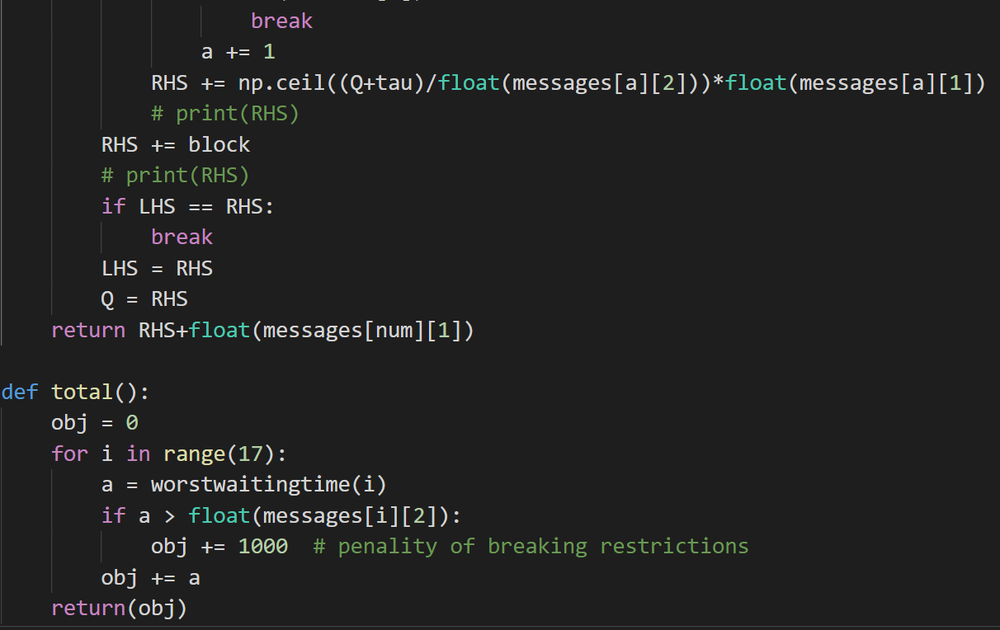 break
                a += 1
            RHS += np.ceil((Q+tau)/float(messages[a][2]))*float(messages[a][1])
            # print(RHS)
        RHS += block
        # print(RHS)
        if LHS == RHS:
            break
        LHS = RHS
        Q = RHS
    return RHS+float(messages[num][1])

def total():
    obj = 0
    for i in range(17):
        a = worstwaitingtime(i)
        if a > float(messages[i][2]):
            obj += 1000  # penality of breaking restrictions
        obj += a
    return(obj)